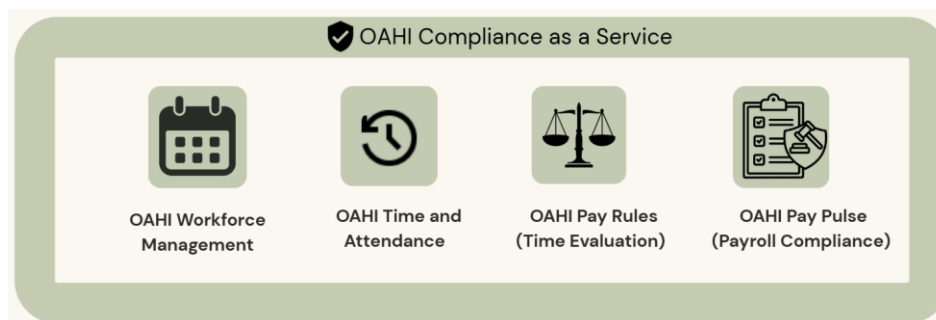 OAHI Compliance as a Service
OAHI Workforce
Management
OAHI Time and
Attendance
OAHI Pay Rules
(Time Evaluation)
OAHI Pay Pulse
(Payroll Compliance)